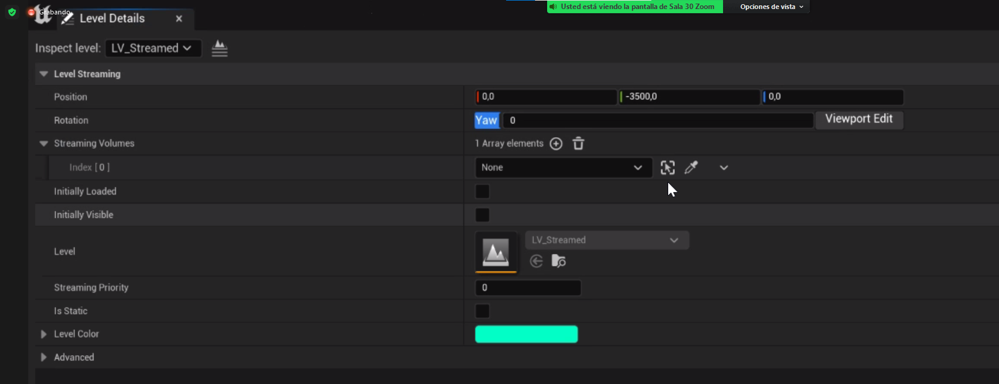 Grabando
Usted está viendo la pantalla de Sala 30 Zoom
Opciones de vista
Level Details
Inspect level: LV_Streamed
Level Streaming
Position 0,0 -3500,0 0,0
Rotation Yaw 0 Viewport Edit
Streaming Volumes 1 Array elements
Index [ 0 ] None
Initially Loaded
Initially Visible
Level LV_Streamed
Streaming Priority 0
Is Static
Level Color
Advanced